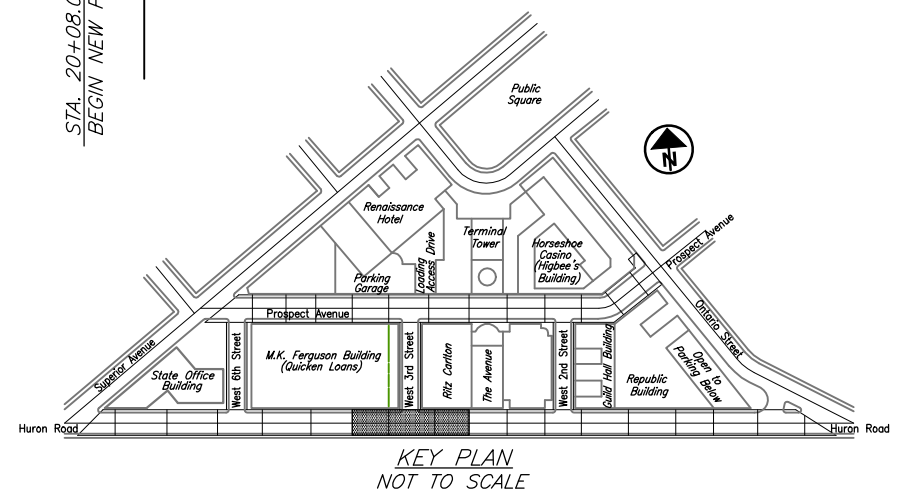 STA. 20+08.0
BEGIN NEW
Public
Square
N
Renaissance
Hotel
Terminal
Tower
Loading
Access Drive
Parking
Garage
Horseshoe
Casino
(Higbee's
Building)
Prospect Avenue
Prospect Avenue
Ontario Street
Superior Avenue
State Office
Building
West 6th Street
M.K. Ferguson Building
(Quicken Loans)
West 3rd Street
Ritz Carlton
The Avenue
West 2nd Street
Guild Hall Building
Republic
Building
Open to
Parking Below
Huron Road
Huron Road
KEY PLAN
NOT TO SCALE